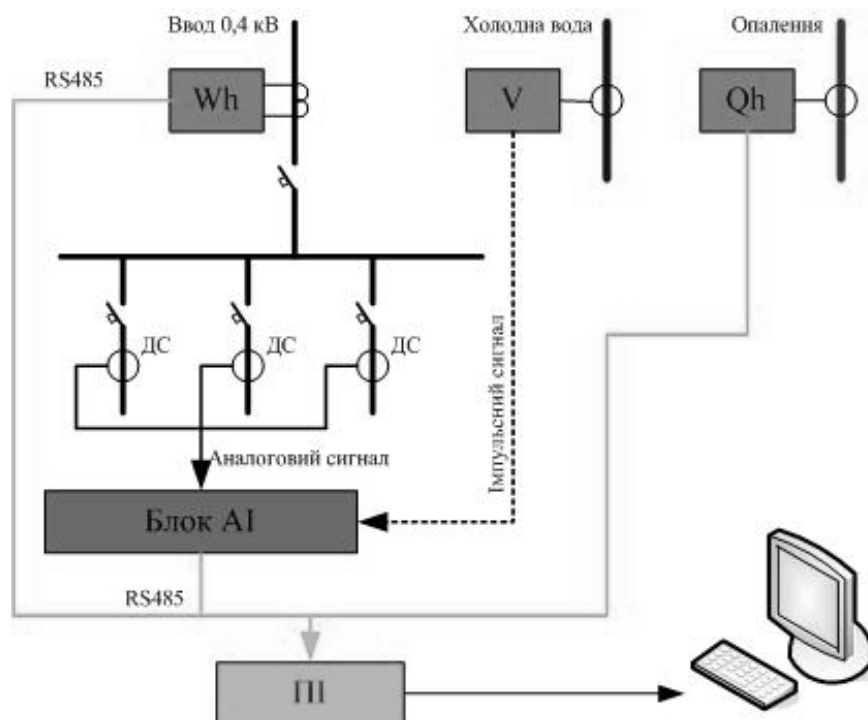 Ввод 0,4 кВ
Холодна вода
Опалення
RS485
Wh
V
Qh
ДС
ДС
ДС
Імпульсний сигнал
Аналоговий сигнал
Блок АІ
RS485
ПІ